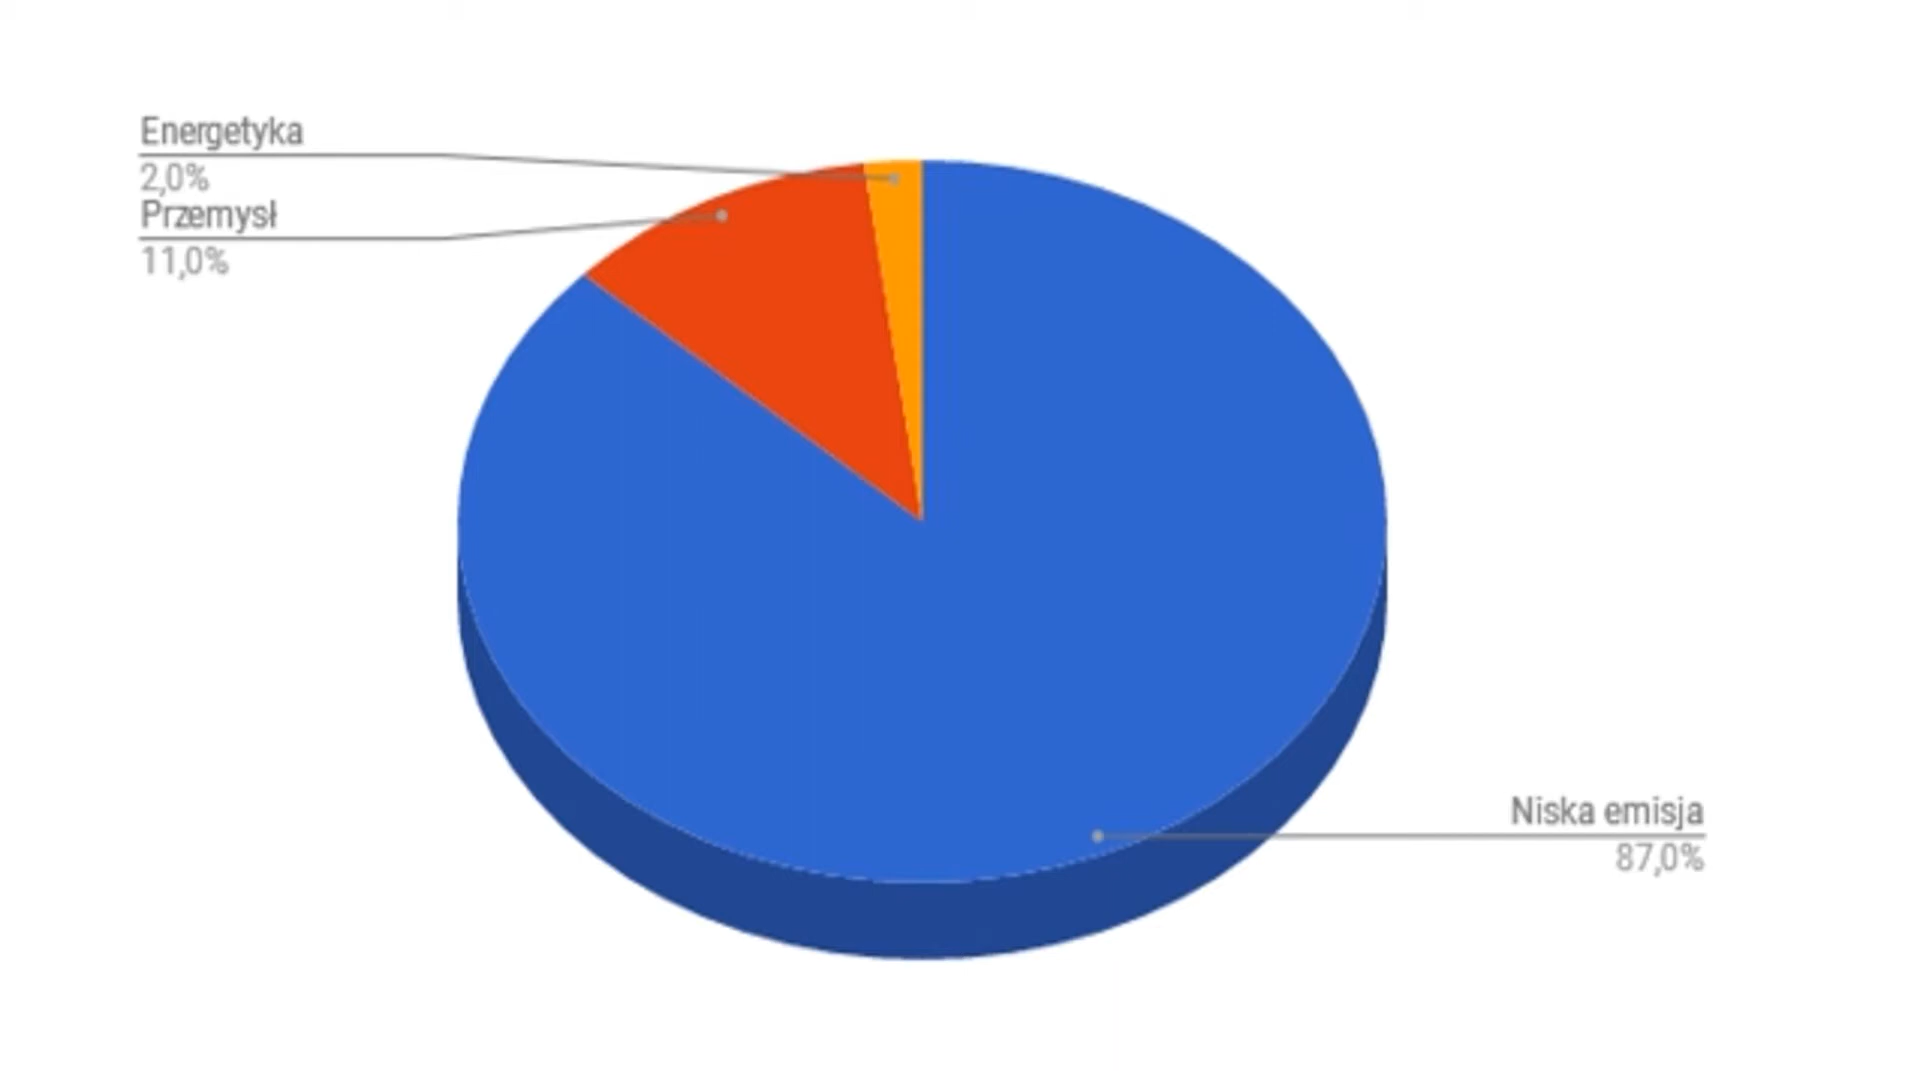 Energetyka
2,0%
Przemysł
11,0%
Niska emisja
87,0%